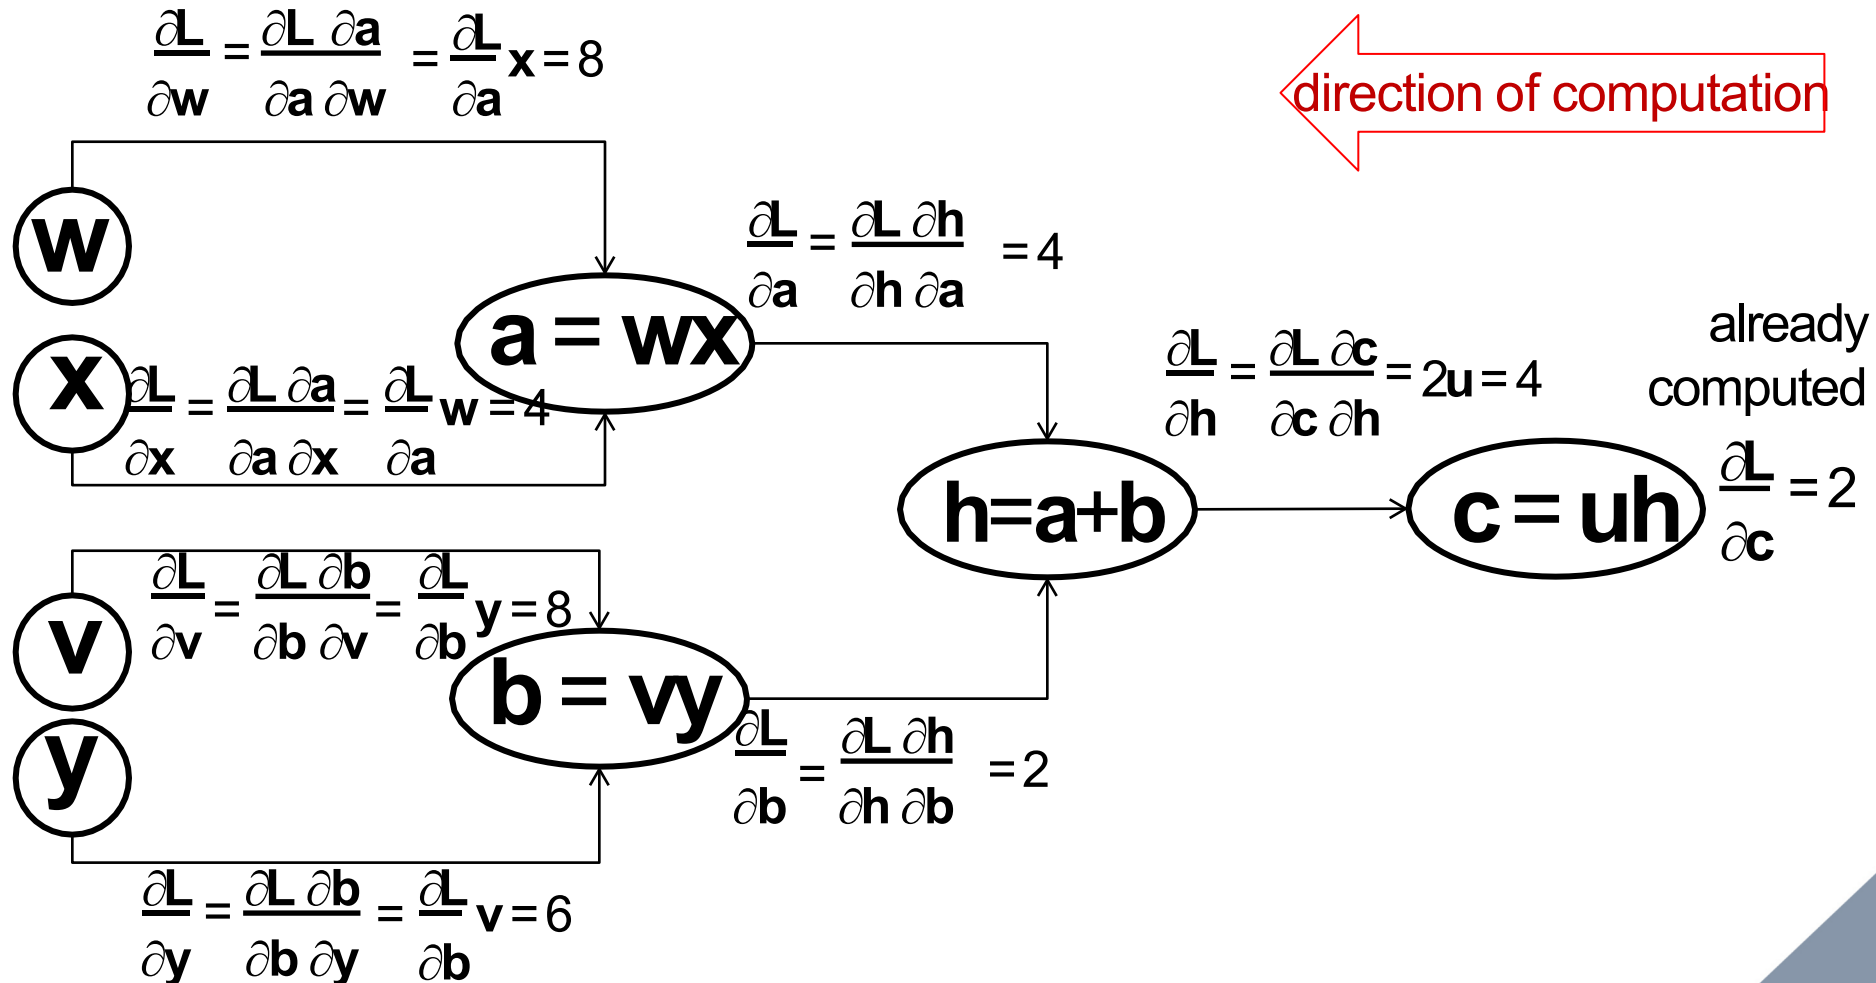 ∂L/∂w = ∂L ∂a/∂a ∂w = ∂L/∂a x = 8
direction of computation
w
∂L/∂a = ∂L ∂h/∂h ∂a = 4
a = wx
already
computed
∂L/∂h = ∂L ∂c/∂c ∂h = 2u = 4
x
∂L/∂x = ∂L ∂a/∂a ∂x = ∂L/∂a w = 4
h=a+b
c = uh
∂L/∂c = 2
∂L/∂v = ∂L ∂b/∂b ∂v = ∂L/∂b y = 8
v
b = vy
y
∂L/∂b = ∂L ∂h/∂h ∂b = 2
∂L/∂y = ∂L ∂b/∂b ∂y = ∂L/∂b v = 6